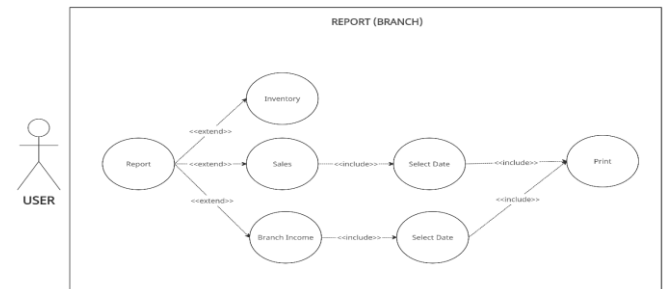 REPORT (BRANCH)
Inventory
<<extend>>
Report
<<extend>>
Sales
<<include>>
Select Date
<<include>>
Print
<<extend>>
<<include>>
USER
Branch Income
<<include>>
Select Date